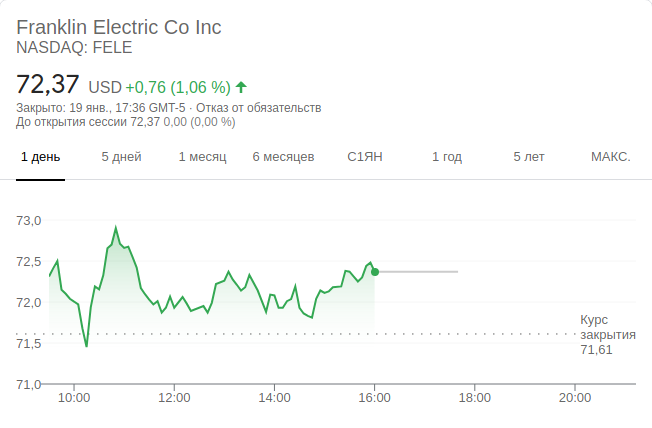 Franklin Electric Co Inc
NASDAQ: FELE
72,37 USD +0,76 (1,06 %)
Закрыто: 19 янв., 17:36 GMT-5 · Отказ от обязательств
До открытия сессии 72,37 0,00 (0,00 %)
1 день 5 дней 1 месяц 6 месяцев С1ЯН 1 год 5 лет МАКС.
73,0
72,5
72,0
71,5
71,0
Курс
закрытия
71,61
10:00 12:00 14:00 16:00 18:00 20:00